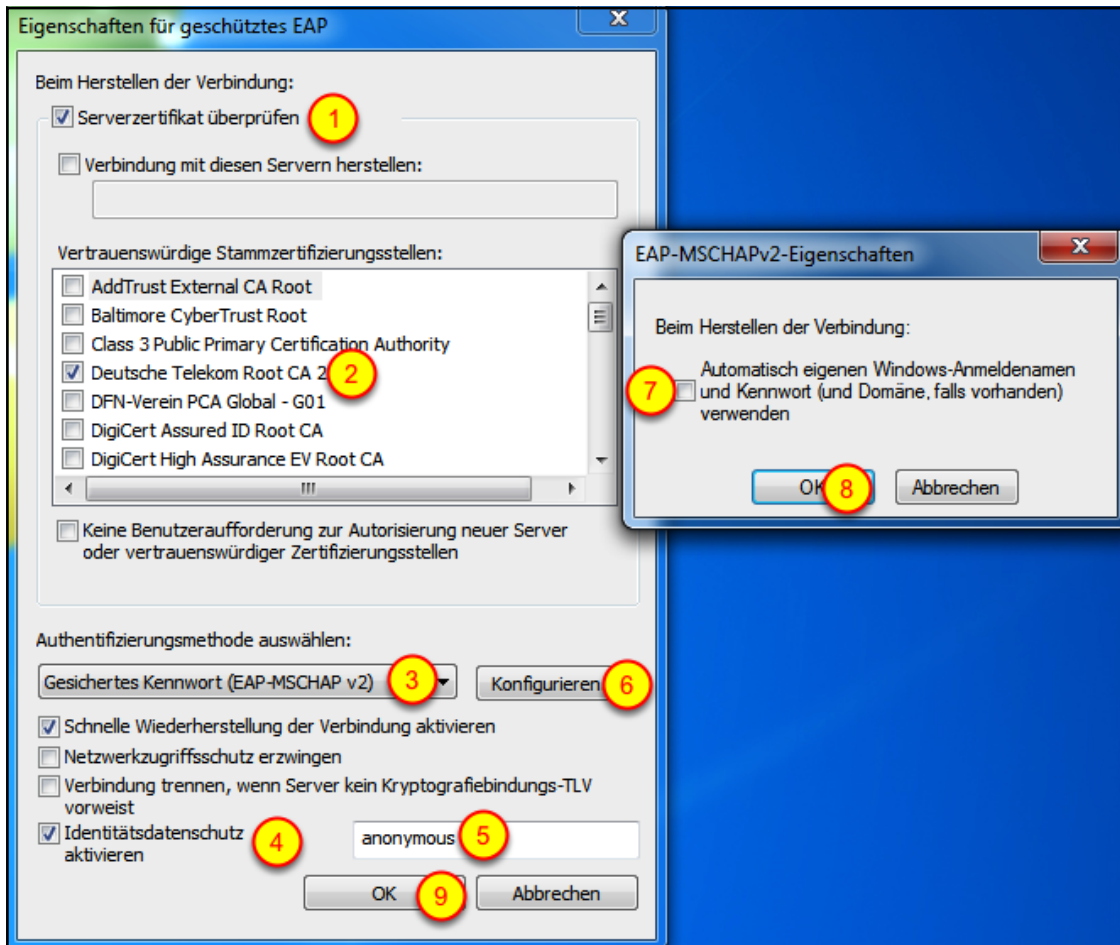 Eigenschaften für geschütztes EAP
Beim Herstellen der Verbindung:
Serverzertifikat überprüfen
1
Verbindung mit diesen Servern herstellen:
Vertrauenswürdige Stammzertifizierungsstellen:
AddTrust External CA Root
Baltimore CyberTrust Root
Class 3 Public Primary Certification Authority
Deutsche Telekom Root CA 2
2
DFN-Verein PCA Global - G01
DigiCert Assured ID Root CA
DigiCert High Assurance EV Root CA
Keine Benutzeraufforderung zur Autorisierung neuer Server
oder vertrauenswürdiger Zertifizierungsstellen
Authentifizierungsmethode auswählen:
Gesichertes Kennwort (EAP-MSCHAP v2)
3
Konfigurieren
6
Schnelle Wiederherstellung der Verbindung aktivieren
Netzwerkzugriffsschutz erzwingen
Verbindung trennen, wenn Server kein Kryptografiebindungs-TLV
vorweist
Identitätsdatenschutz
aktivieren
4
anonymous
5
OK
9
Abbrechen
EAP-MSCHAPv2-Eigenschaften
Beim Herstellen der Verbindung:
7
Automatisch eigenen Windows-Anmeldenamen
und Kennwort (und Domäne, falls vorhanden)
verwenden
OK
8
Abbrechen